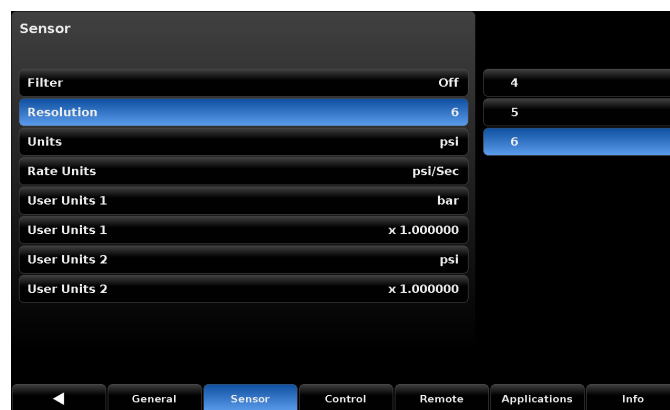 Sensor
Filter Off
Resolution 6
Units psi
Rate Units psi/Sec
User Units 1 bar
User Units 1 x 1.000000
User Units 2 psi
User Units 2 x 1.000000
4
5
6
General Sensor Control Remote Applications Info